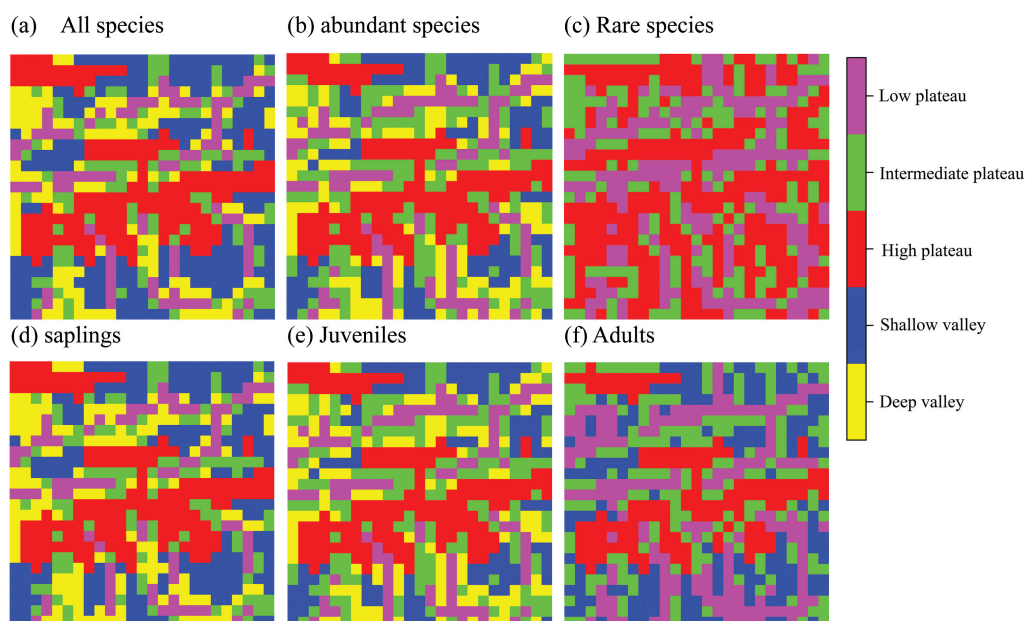 (a) All species
(b) abundant species
(c) Rare species
Low plateau
Intermediate plateau
High plateau
Shallow valley
Deep valley
(d) saplings
(e) Juveniles
(f) Adults